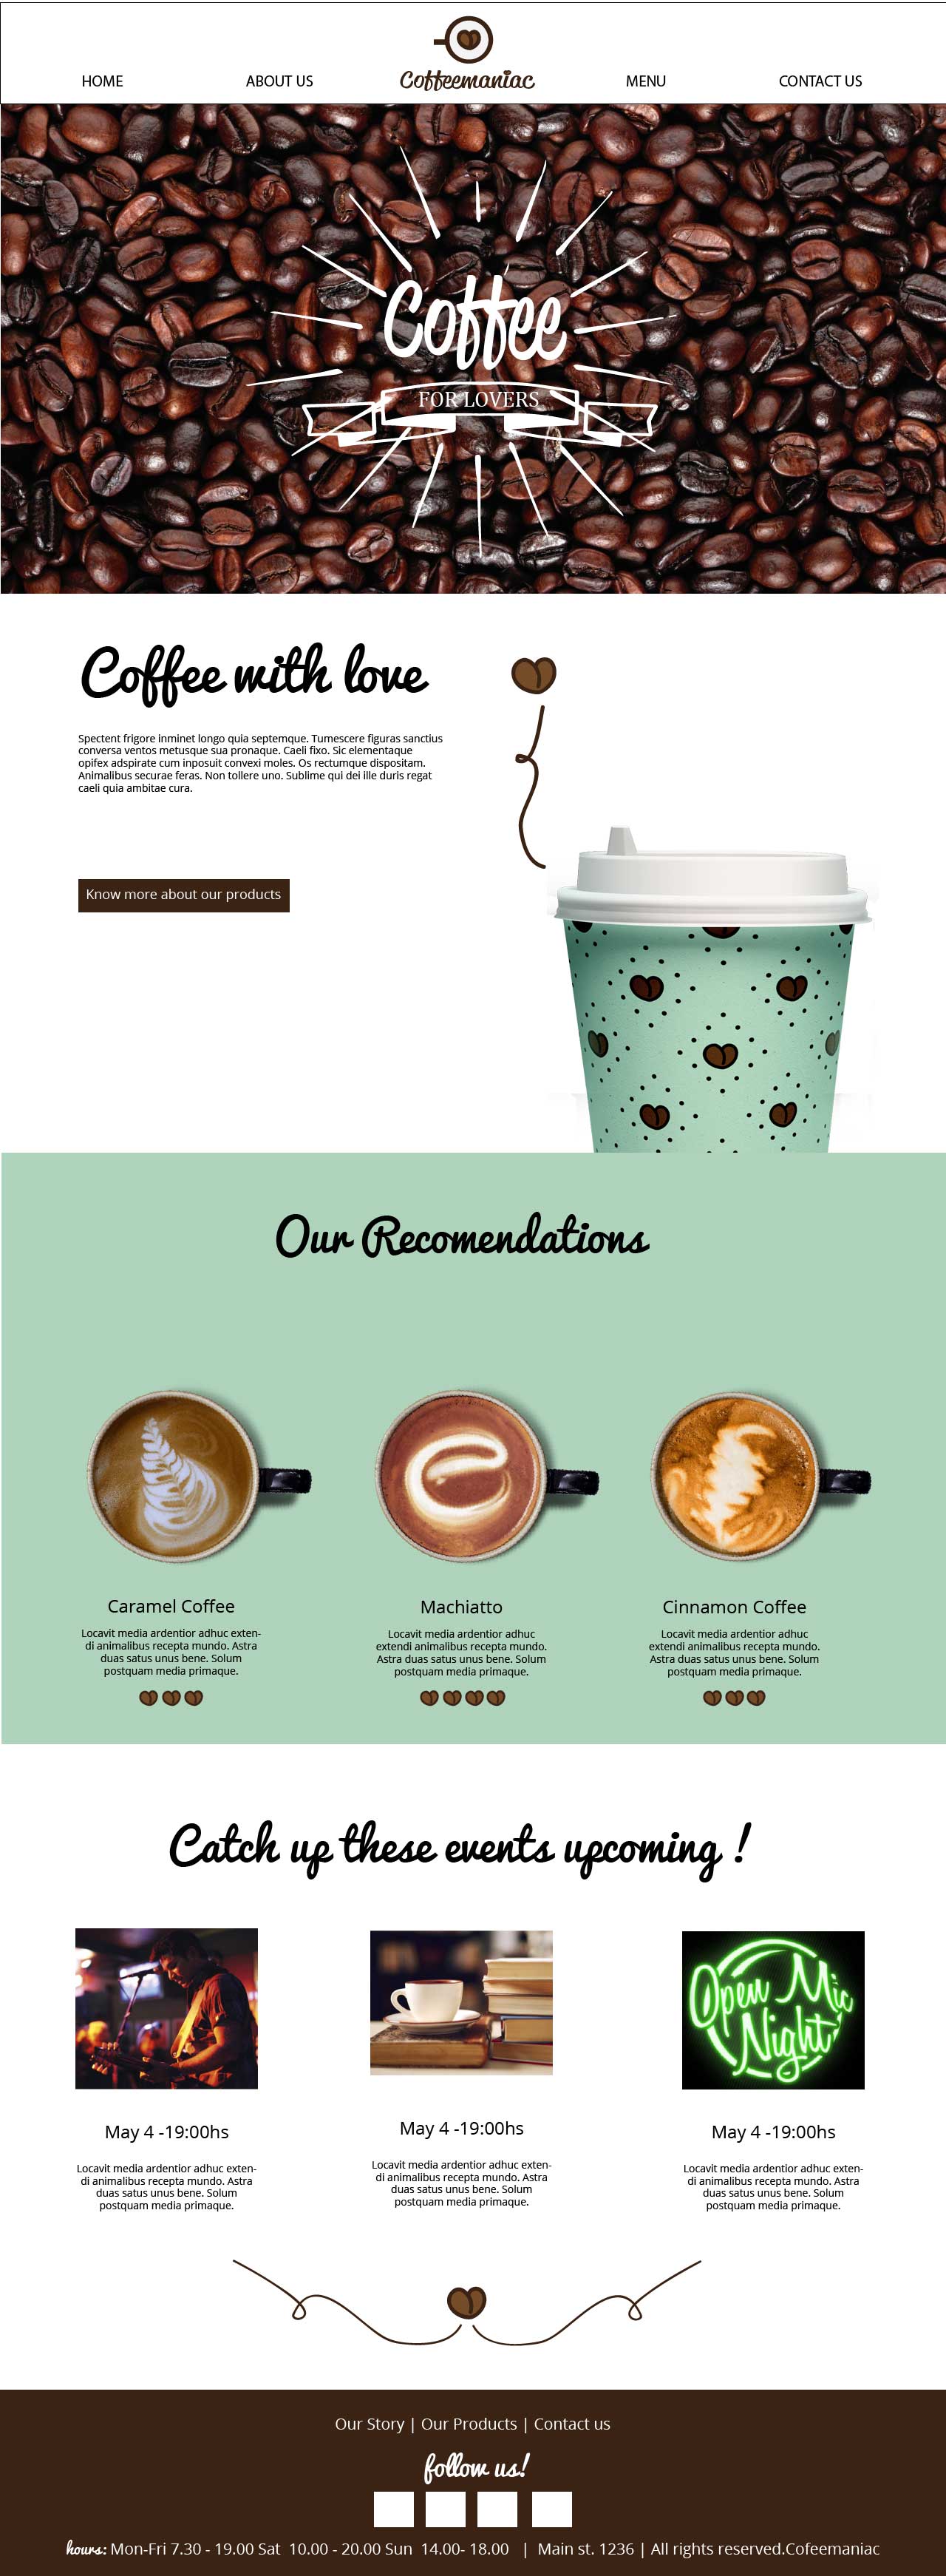 HOME ABOUT US Coffeemaniac MENU CONTACT US
Coffee
FOR LOVERS
Coffee with love
Spectent frigore inminet longo quia septemque. Tumescere figuras sanctius
conversa ventos metusque sua pronaque. Caeli fixo. Sic elementaque
opifex adspirate cum inposuit convexi moles. Os rectumque dispositam.
Animalibus securae feras. Non tollere uno. Sublime qui dei ille duris regat
caeli quia ambitae cura.
Know more about our products
Our Recomendations
Caramel Coffee
Locavit media ardentior adhuc exten-
di animalibus recepta mundo. Astra
duas satus unus bene. Solum
postquam media primaque.
Machiatto
Locavit media ardentior adhuc
extendi animalibus recepta mundo.
Astra duas satus unus bene. Solum
postquam media primaque.
Cinnamon Coffee
Locavit media ardentior adhuc
extendi animalibus recepta mundo.
Astra duas satus unus bene. Solum
postquam media primaque.
Catch up these events upcoming !
May 4 -19:00hs
Locavit media ardentior adhuc exten-
di animalibus recepta mundo. Astra
duas satus unus bene. Solum
postquam media primaque.
May 4 -19:00hs
Locavit media ardentior adhuc exten-
di animalibus recepta mundo. Astra
duas satus unus bene. Solum
postquam media primaque.
Open Mic
Night
May 4 -19:00hs
Locavit media ardentior adhuc exten-
di animalibus recepta mundo. Astra
duas satus unus bene. Solum
postquam media primaque.
Our Story | Our Products | Contact us
follow us!
hours: Mon-Fri 7.30 - 19.00 Sat 10.00 - 20.00 Sun 14.00- 18.00 | Main st. 1236 | All rights reserved.Cofeemaniac